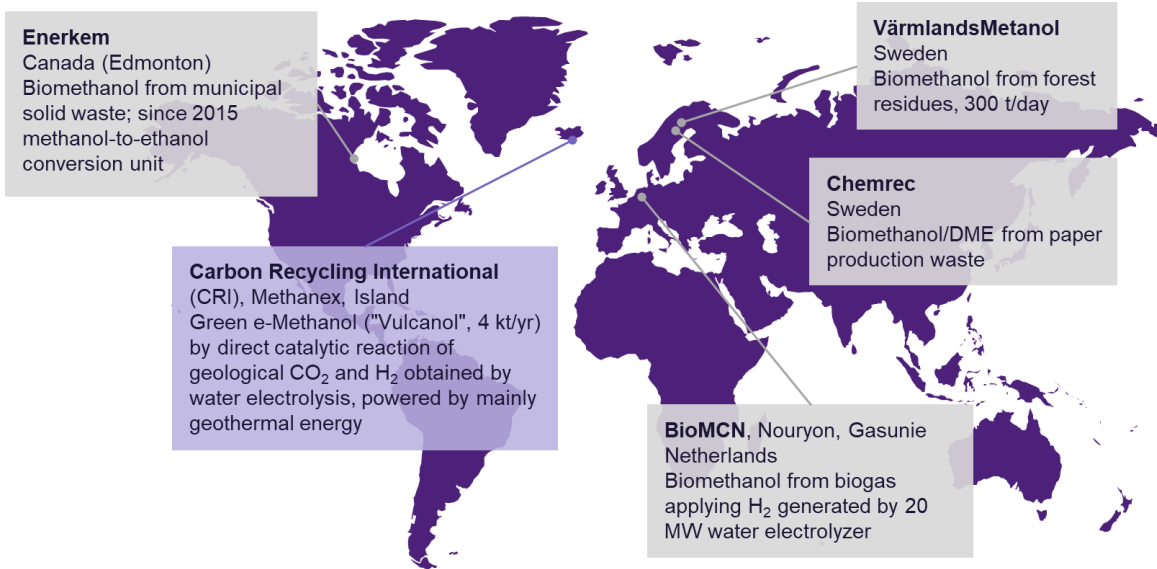 Enerkem
Canada (Edmonton)
Biomethanol from municipal
solid waste; since 2015
methanol-to-ethanol
conversion unit
VärmlandsMetanol
Sweden
Biomethanol from forest
residues, 300 t/day
Chemrec
Sweden
Biomethanol/DME from paper
production waste
Carbon Recycling International
(CRI), Methanex, Island
Green e-Methanol ("Vulcanol", 4 kt/yr)
by direct catalytic reaction of
geological CO₂ and H₂ obtained by
water electrolysis, powered by mainly
geothermal energy
BioMCN, Nouryon, Gasunie
Netherlands
Biomethanol from biogas
applying H₂ generated by 20
MW water electrolyzer